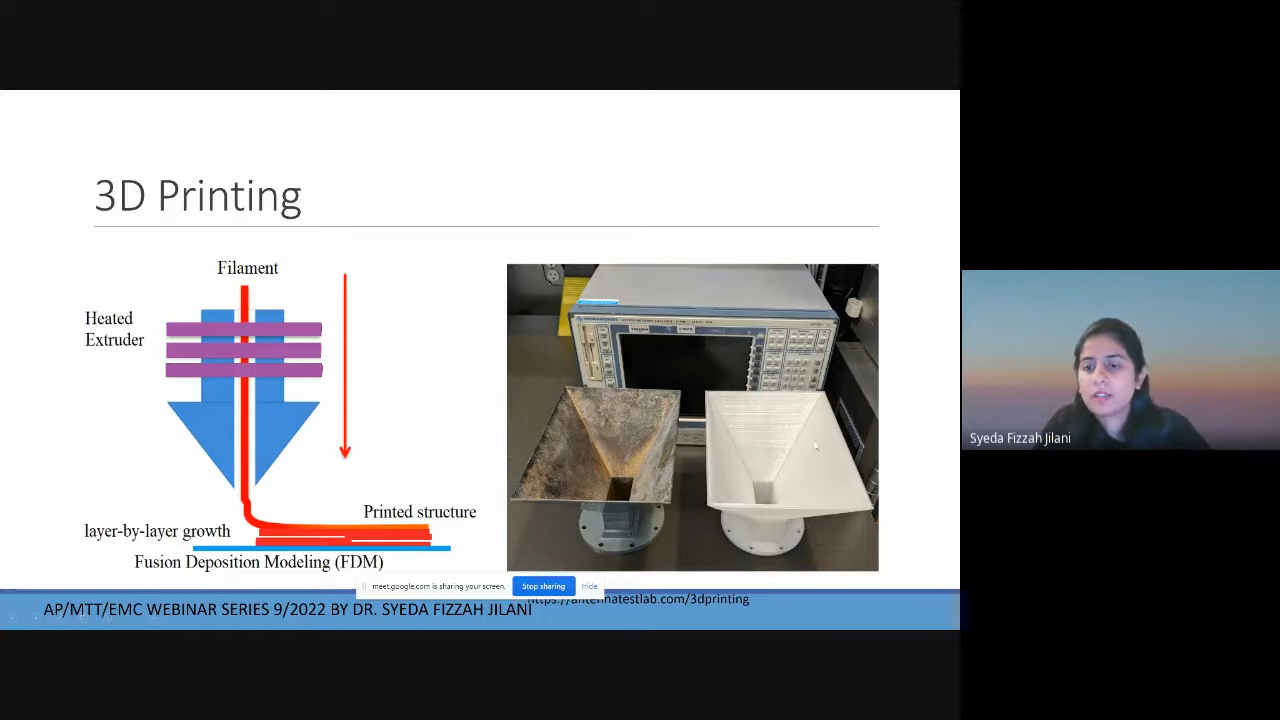 3D Printing
Filament
Heated
Extruder
Printed structure
layer-by-layer growth
Fusion Deposition Modeling (FDM)
meet.google.com is sharing your screen.
Stop sharing
Hide
https://antennatestlab.com/3dprinting
AP/MTT/EMC WEBINAR SERIES 9/2022 BY DR. SYEDA FIZZAH JILANI
Syeda Fizzah Jilani